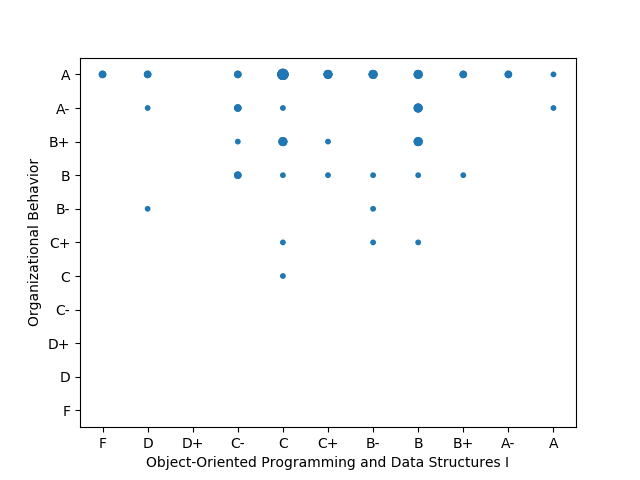 A
A-
B+
B
B-
C+
C
C-
D+
D
F
Organizational Behavior
F D D+ C- C C+ B- B B+ A- A
Object-Oriented Programming and Data Structures I